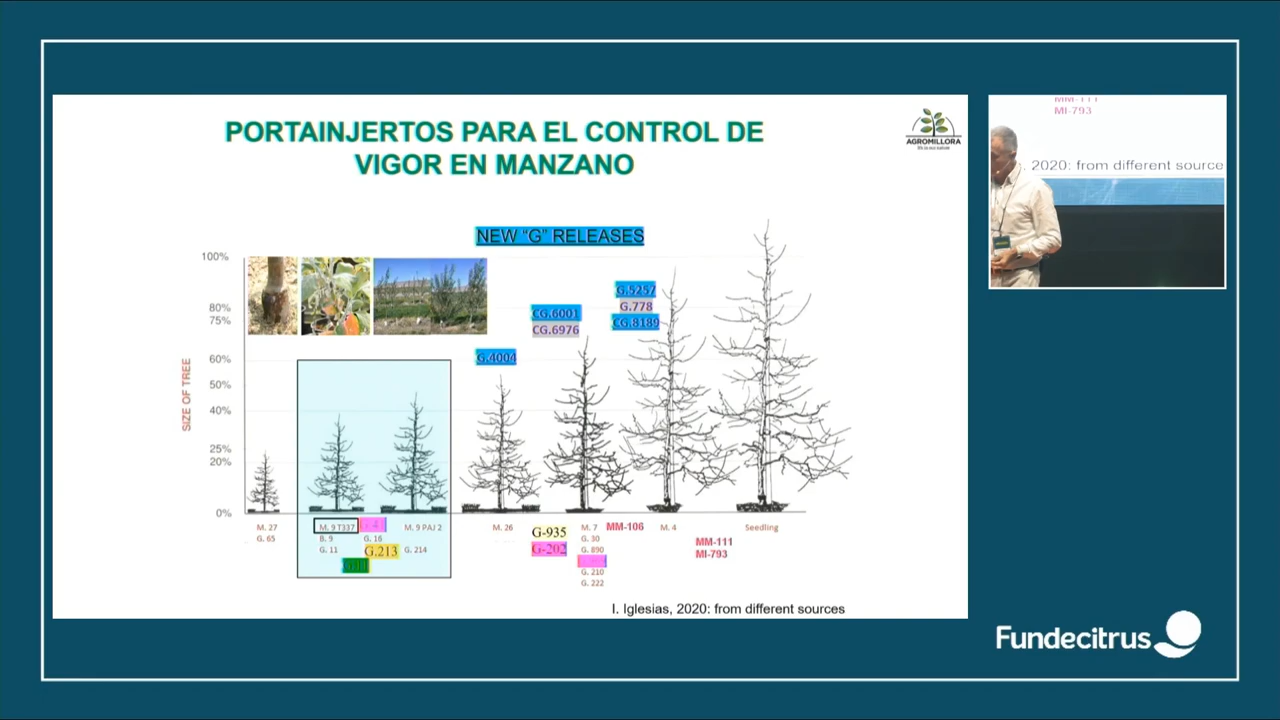 PORTAINJERTOS PARA EL CONTROL DE
VIGOR EN MANZANO
AGROMILLORA
NEW "G" RELEASES
SIZE OF TREE
100%
80%
75%
60%
50%
40%
25%
20%
0%
G.5257
G.778
CG.8189
CG.6001
CG.6976
G.4004
M. 27
G. 65
M. 9 T337
B. 9
G. 11
G. 16
G.213
M. 9 PAJ 2
G. 214
M. 26
G-935
G-202
M. 7
G. 30
G. 890
G. 210
G. 222
MM-106
M. 4
MM-111
MI-793
Seedling
I. Iglesias, 2020: from different sources
MM-111
MI-793
2020: from different source
Fundecitrus